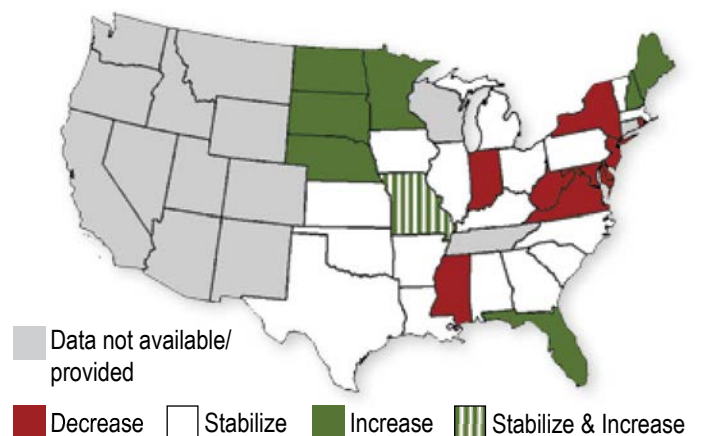 Data not available/
provided
Decrease Stabilize Increase Stabilize & Increase